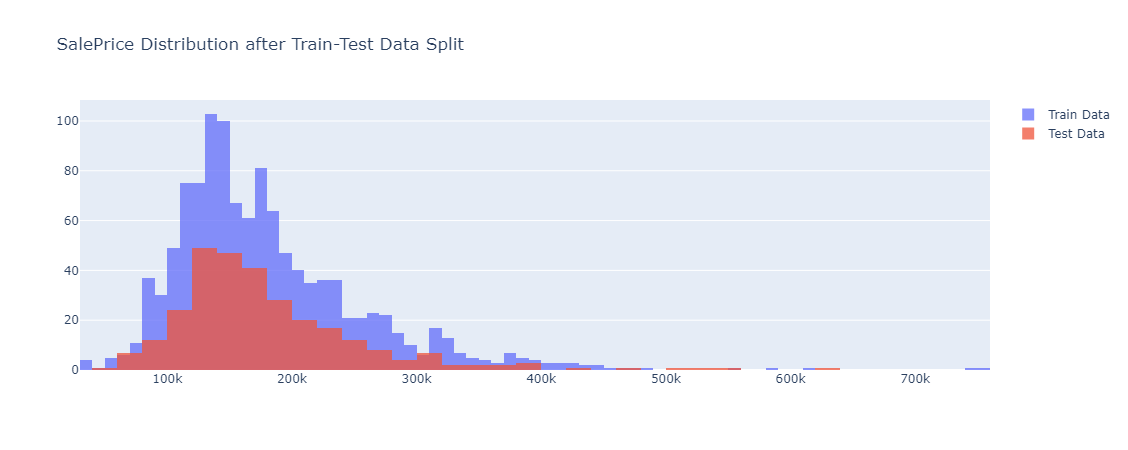 SalePrice Distribution after Train-Test Data Split
Train Data
Test Data
100
80
60
40
20
0
100k 200k 300k 400k 500k 600k 700k